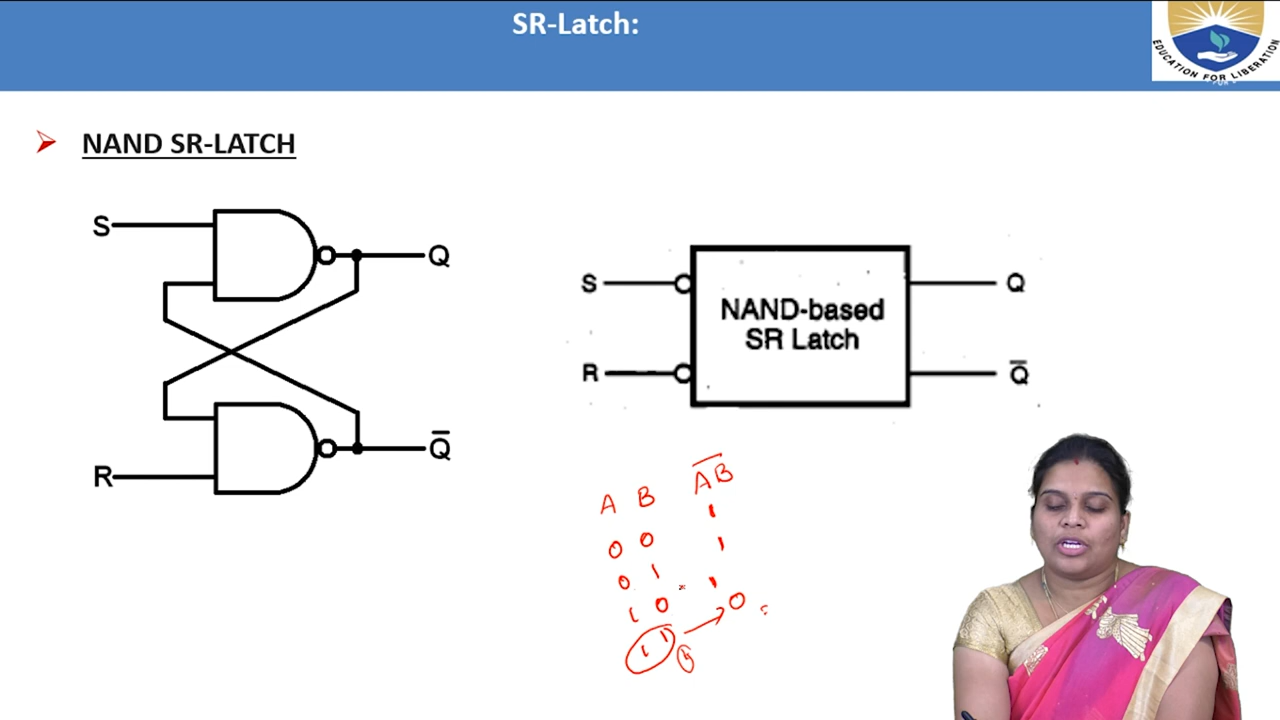 SR-Latch:
EDUCATION FOR LIBERATION
NAND SR-LATCH
S
Q
R
Q̅
S
R
NAND-based
SR Latch
Q
Q̅
A B A̅B̅
0 0 1
0 1 1
1 0 1
1 1 → 0